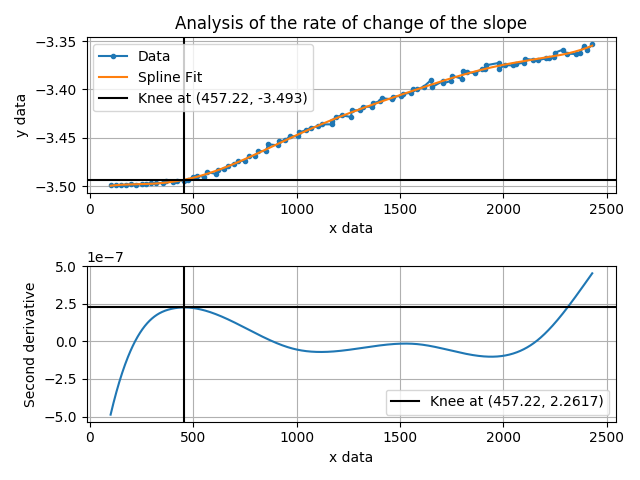 Analysis of the rate of change of the slope
−3.35
−3.40
−3.45
−3.50
y data
Data
Spline Fit
Knee at (457.22, -3.493)
0
500
1000
1500
2000
2500
x data
1e−7
5.0
2.5
0.0
−2.5
−5.0
Second derivative
Knee at (457.22, 2.2617)
0
500
1000
1500
2000
2500
x data